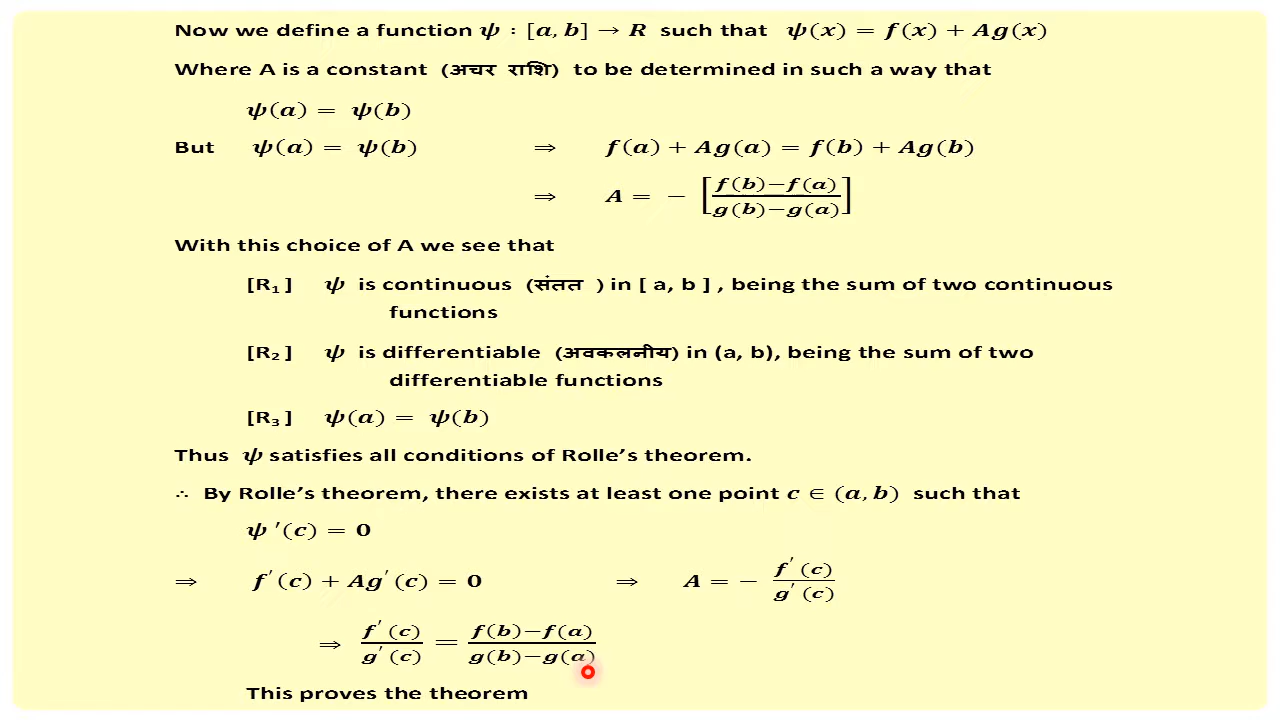 Now we define a function ψ : [a, b] → R such that ψ(x) = f(x) + Ag(x)
Where A is a constant (अचर राशि) to be determined in such a way that
ψ(a) = ψ(b)
But ψ(a) = ψ(b) ⇒ f(a) + Ag(a) = f(b) + Ag(b)
⇒ A = − [f(b)−f(a) / g(b)−g(a)]
With this choice of A we see that
[R₁ ] ψ is continuous (संतत ) in [ a, b ] , being the sum of two continuous
functions
[R₂ ] ψ is differentiable (अवकलनीय) in (a, b), being the sum of two
differentiable functions
[R₃ ] ψ(a) = ψ(b)
Thus ψ satisfies all conditions of Rolle’s theorem.
∴ By Rolle’s theorem, there exists at least one point c ∈ (a, b) such that
ψ ′(c) = 0
⇒ f′(c) + Ag′(c) = 0 ⇒ A = − f′(c) / g′(c)
⇒ f′(c) / g′(c) = f(b)−f(a) / g(b)−g(a)
This proves the theorem